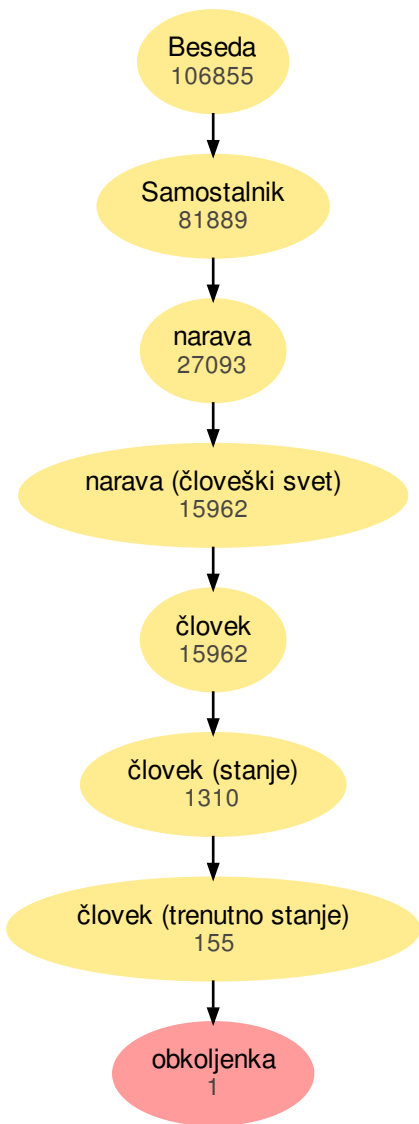 Beseda
106855
Samostalnik
81889
narava
27093
narava (človeški svet)
15962
človek
15962
človek (stanje)
1310
človek (trenutno stanje)
155
obkoljenka
1